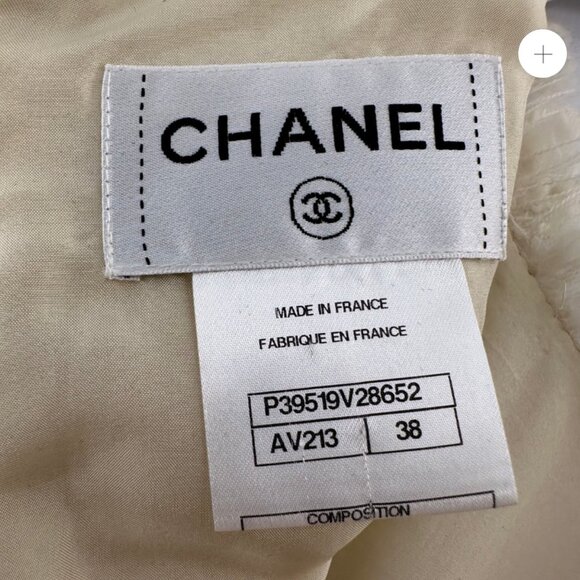 CHANEL
MADE IN FRANCE
FABRIQUE EN FRANCE
P39519V28652
AV213 38
COMPOSITION